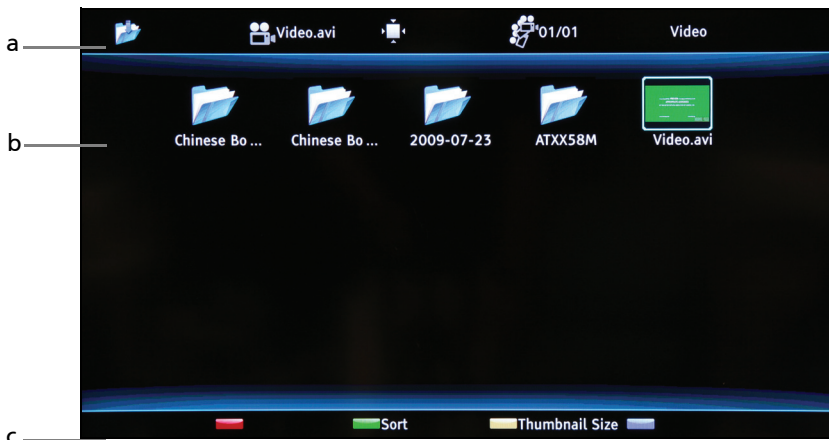 a
Video.avi 01/01 Video
b
Chinese Bo ... Chinese Bo ... 2009-07-23 ATXX58M Video.avi
Sort Thumbnail Size
c